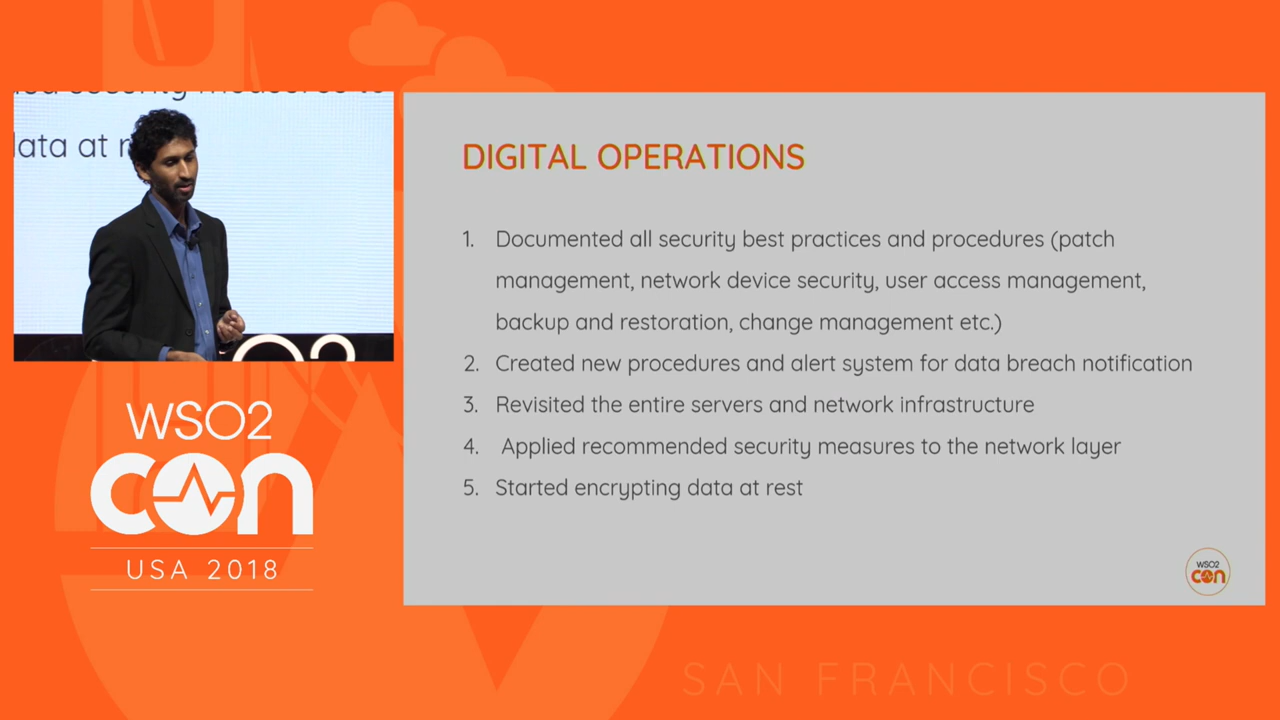 data at
WSO2
con
USA 2018
DIGITAL OPERATIONS
1. Documented all security best practices and procedures (patch
management, network device security, user access management,
backup and restoration, change management etc.)
2. Created new procedures and alert system for data breach notification
3. Revisited the entire servers and network infrastructure
4. Applied recommended security measures to the network layer
5. Started encrypting data at rest
WSO2
con
SAN FRANCISCO